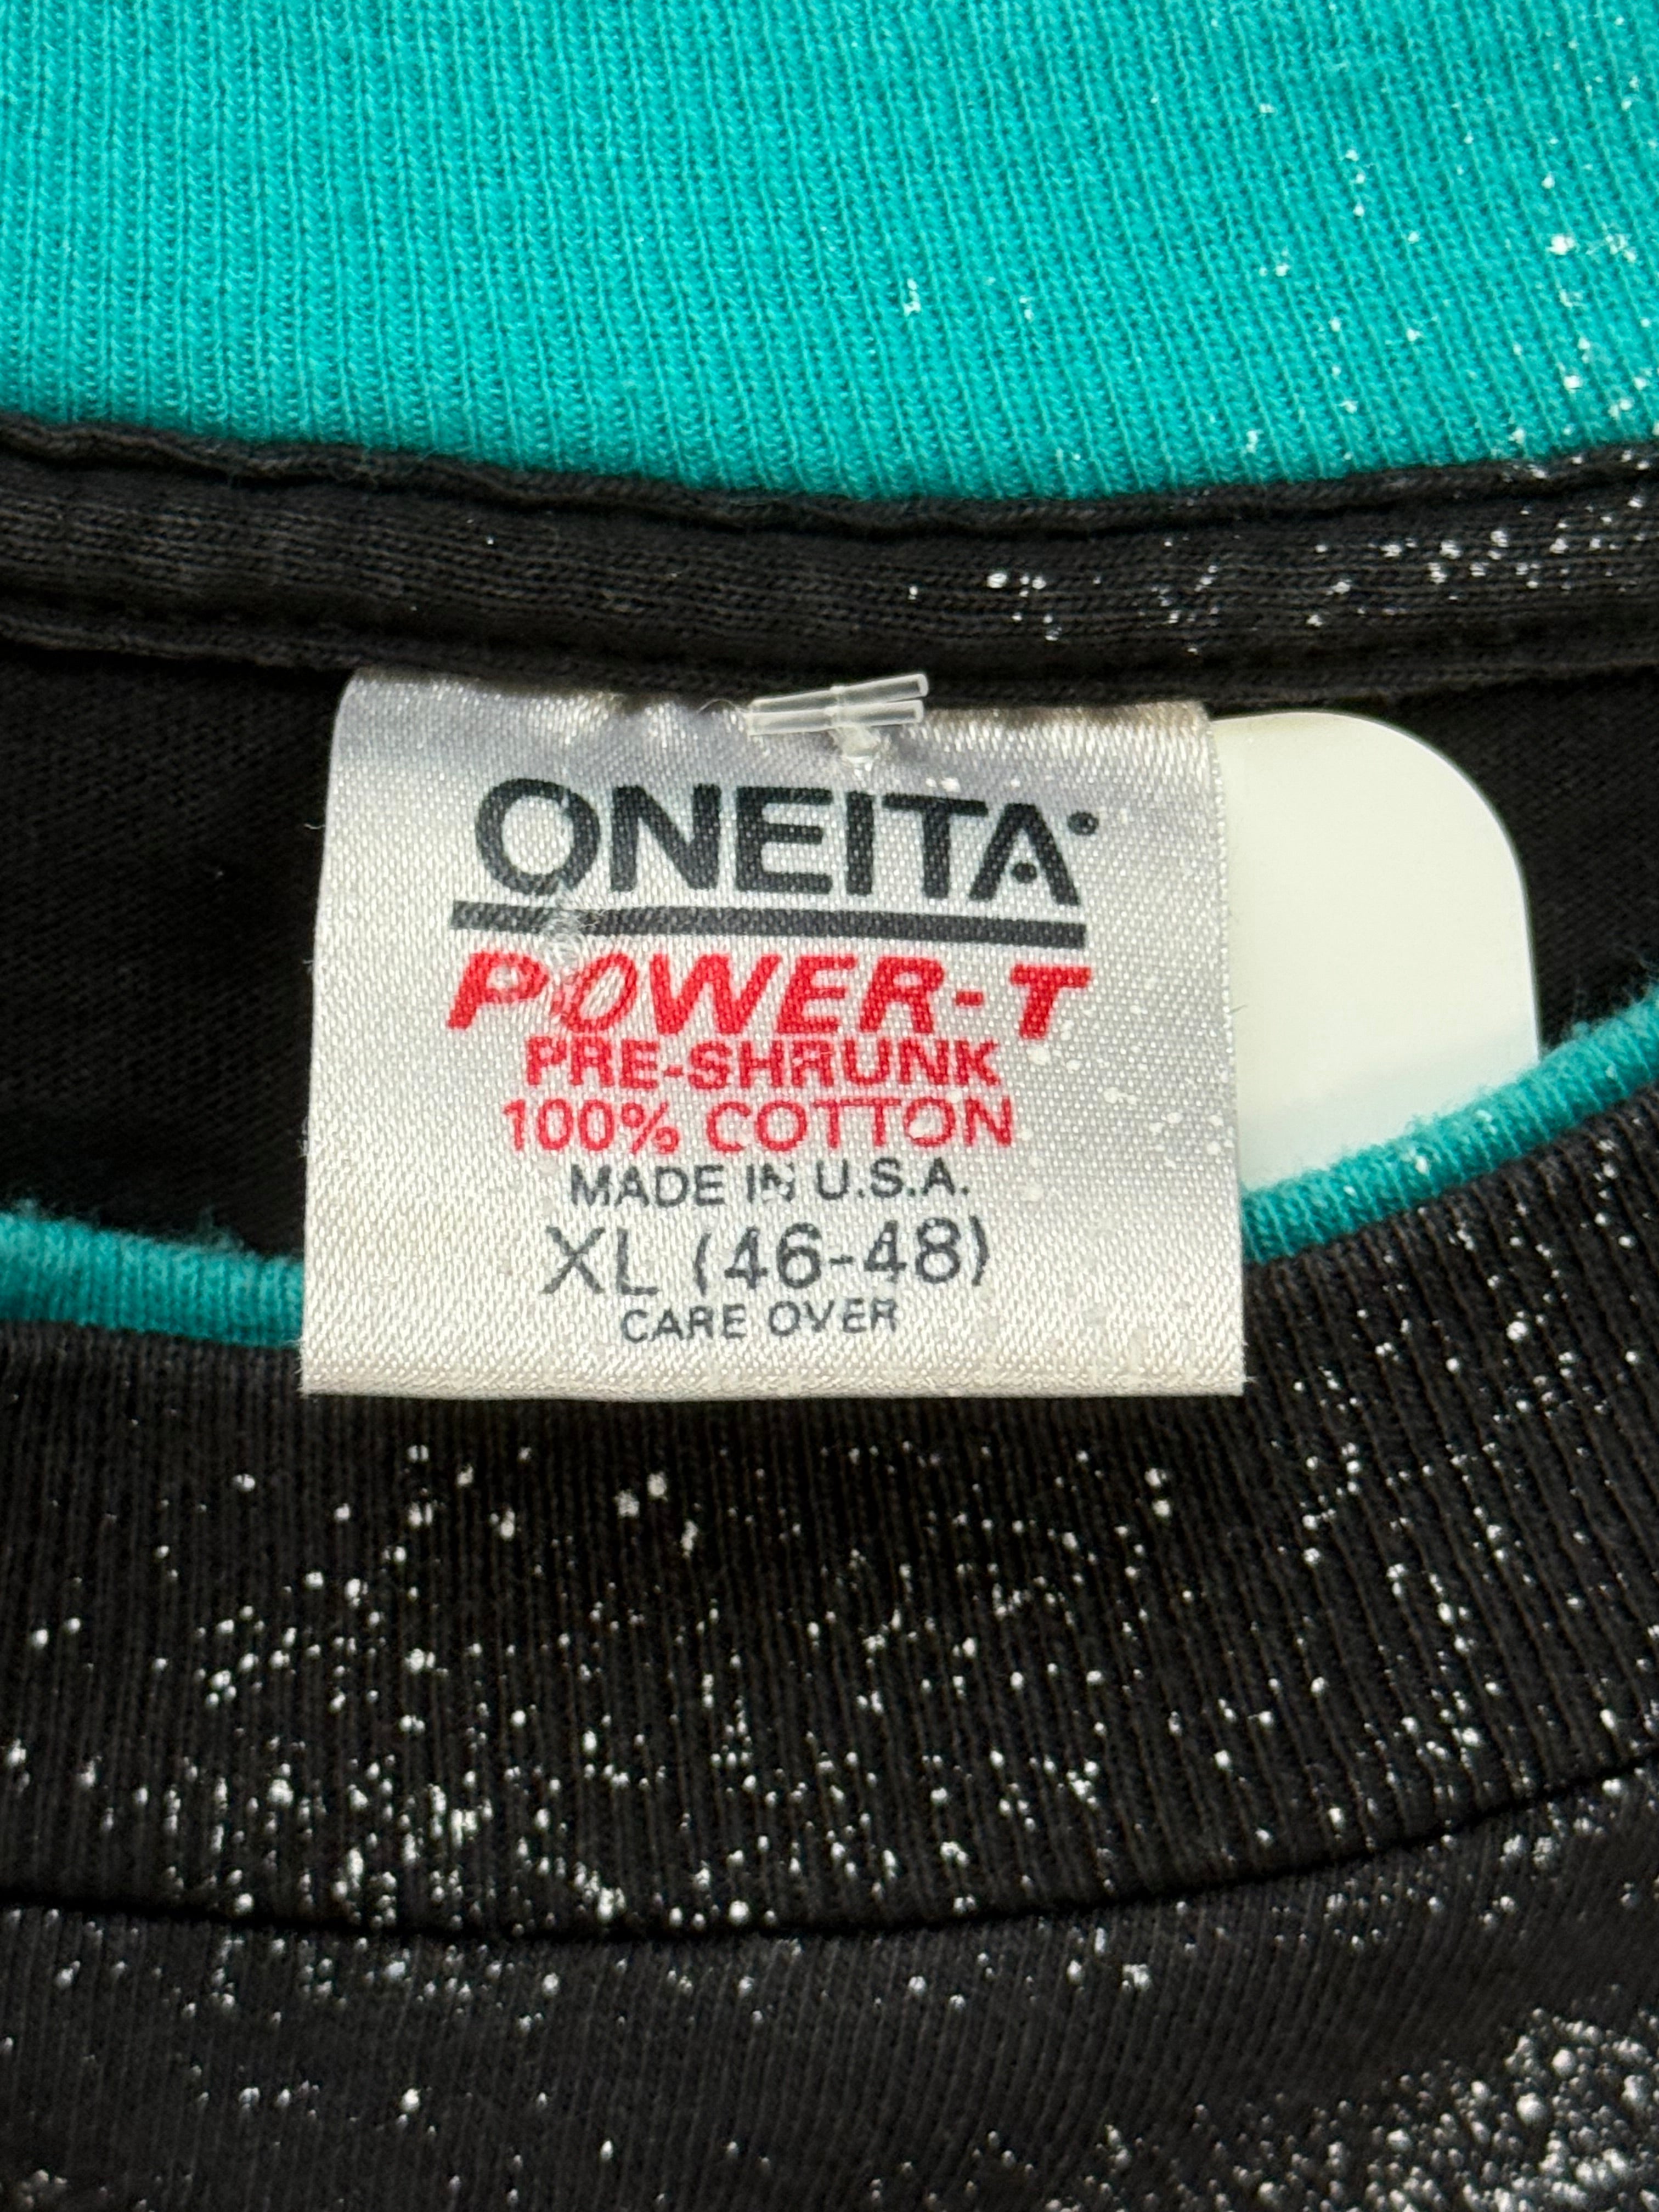 ONEITA
POWER-T
PRE-SHRUNK
100% COTTON
MADE IN U.S.A.
XL (46-48)
CARE OVER